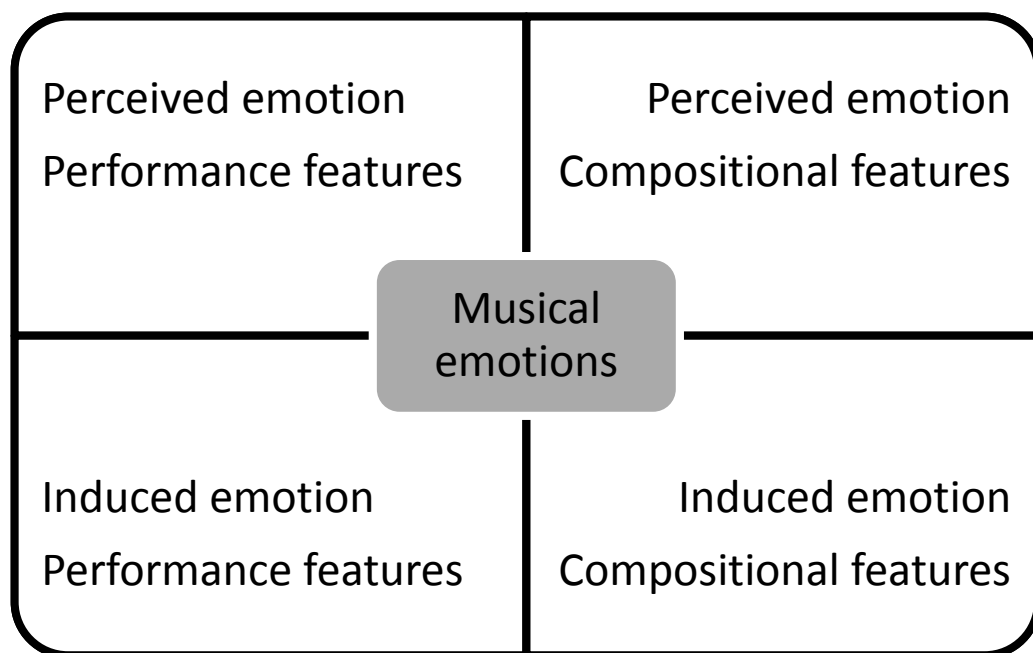 Perceived emotion
Performance features
Perceived emotion
Compositional features
Musical
emotions
Induced emotion
Performance features
Induced emotion
Compositional features